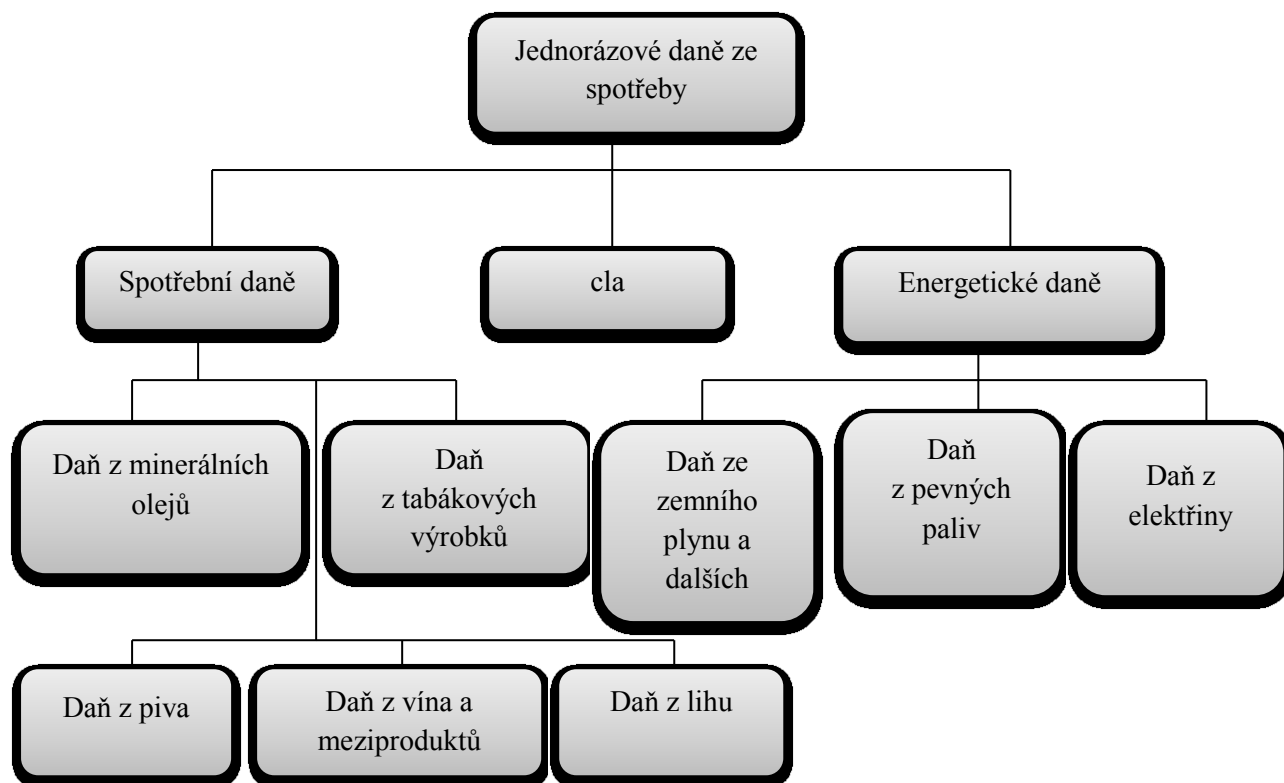 Jednorázové daně ze
spotřeby
Spotřební daně
cla
Energetické daně
Daň z minerálních
olejů
Daň
z tabákových
výrobků
Daň ze
zemního
plynu a
dalších
Daň
z pevných
paliv
Daň z
elektřiny
Daň z piva
Daň z vína a
meziproduktů
Daň z lihu